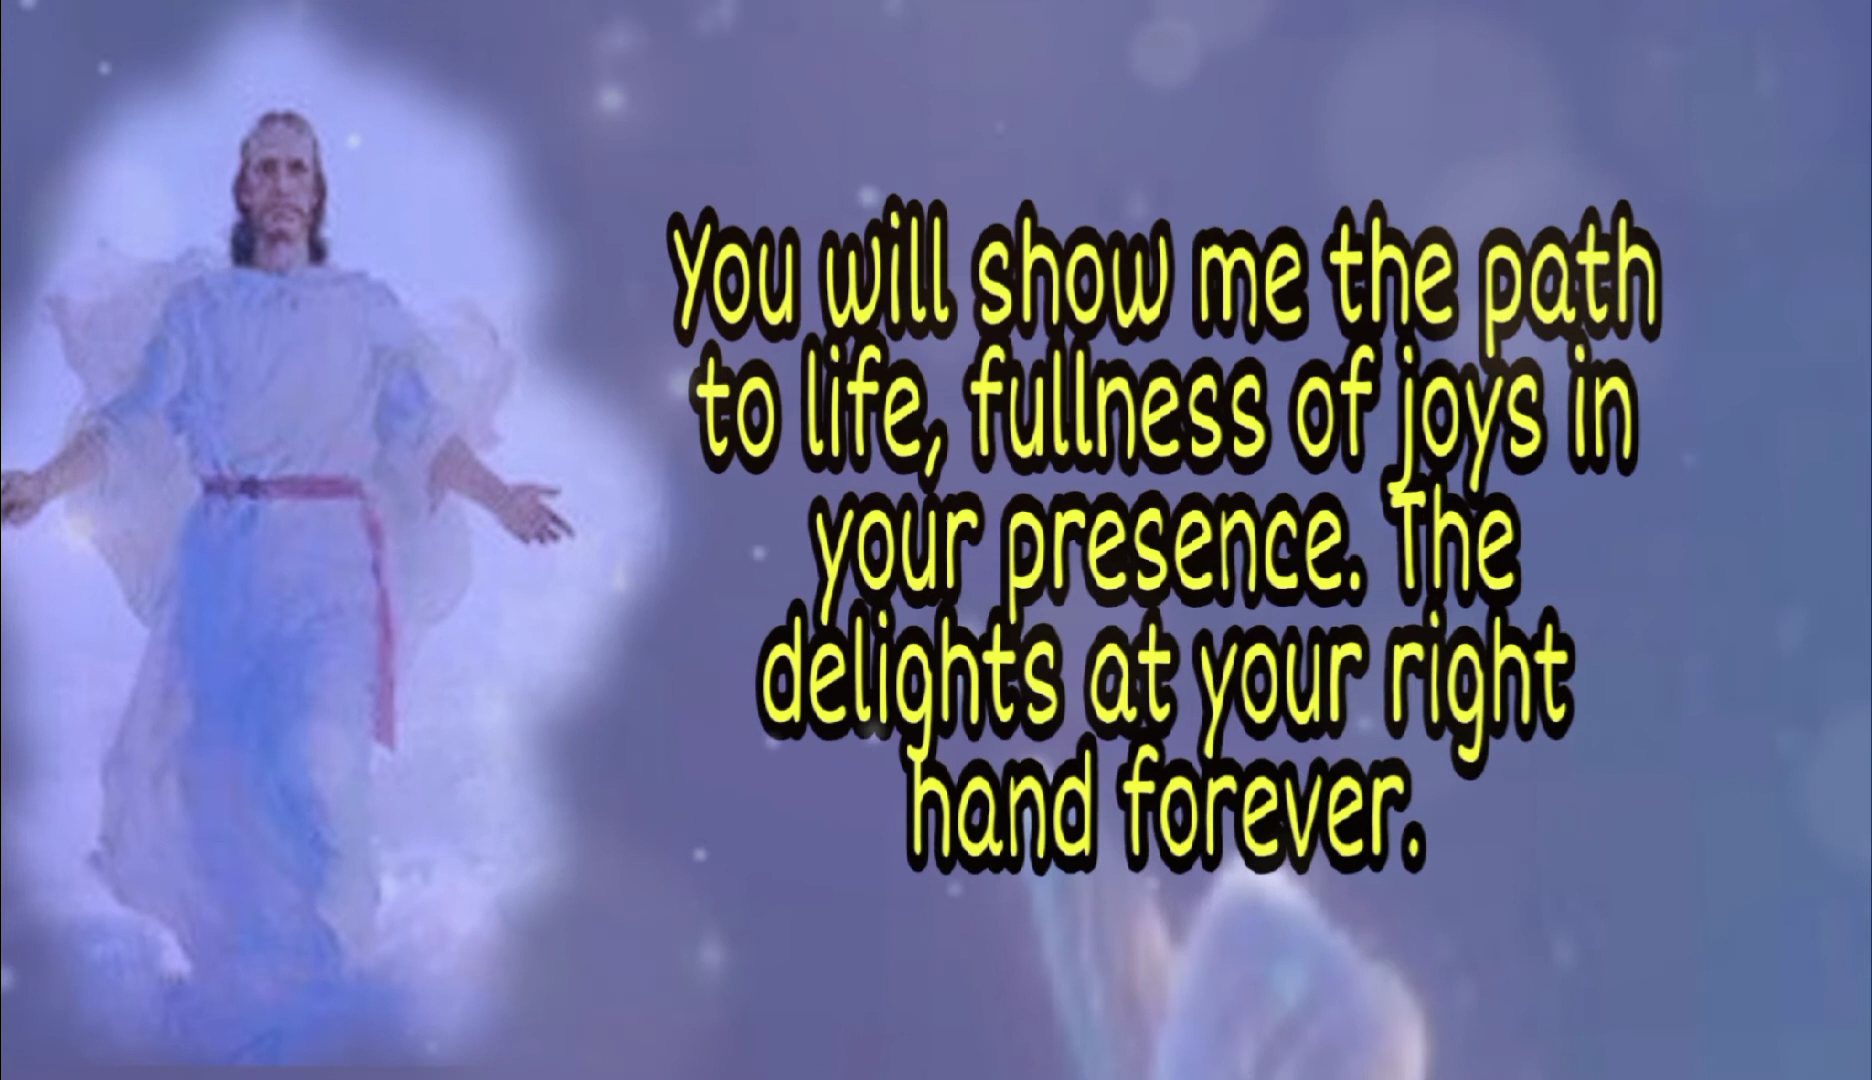 You will show me the path
to life, fullness of joys in
your presence. The
delights at your right
hand forever.